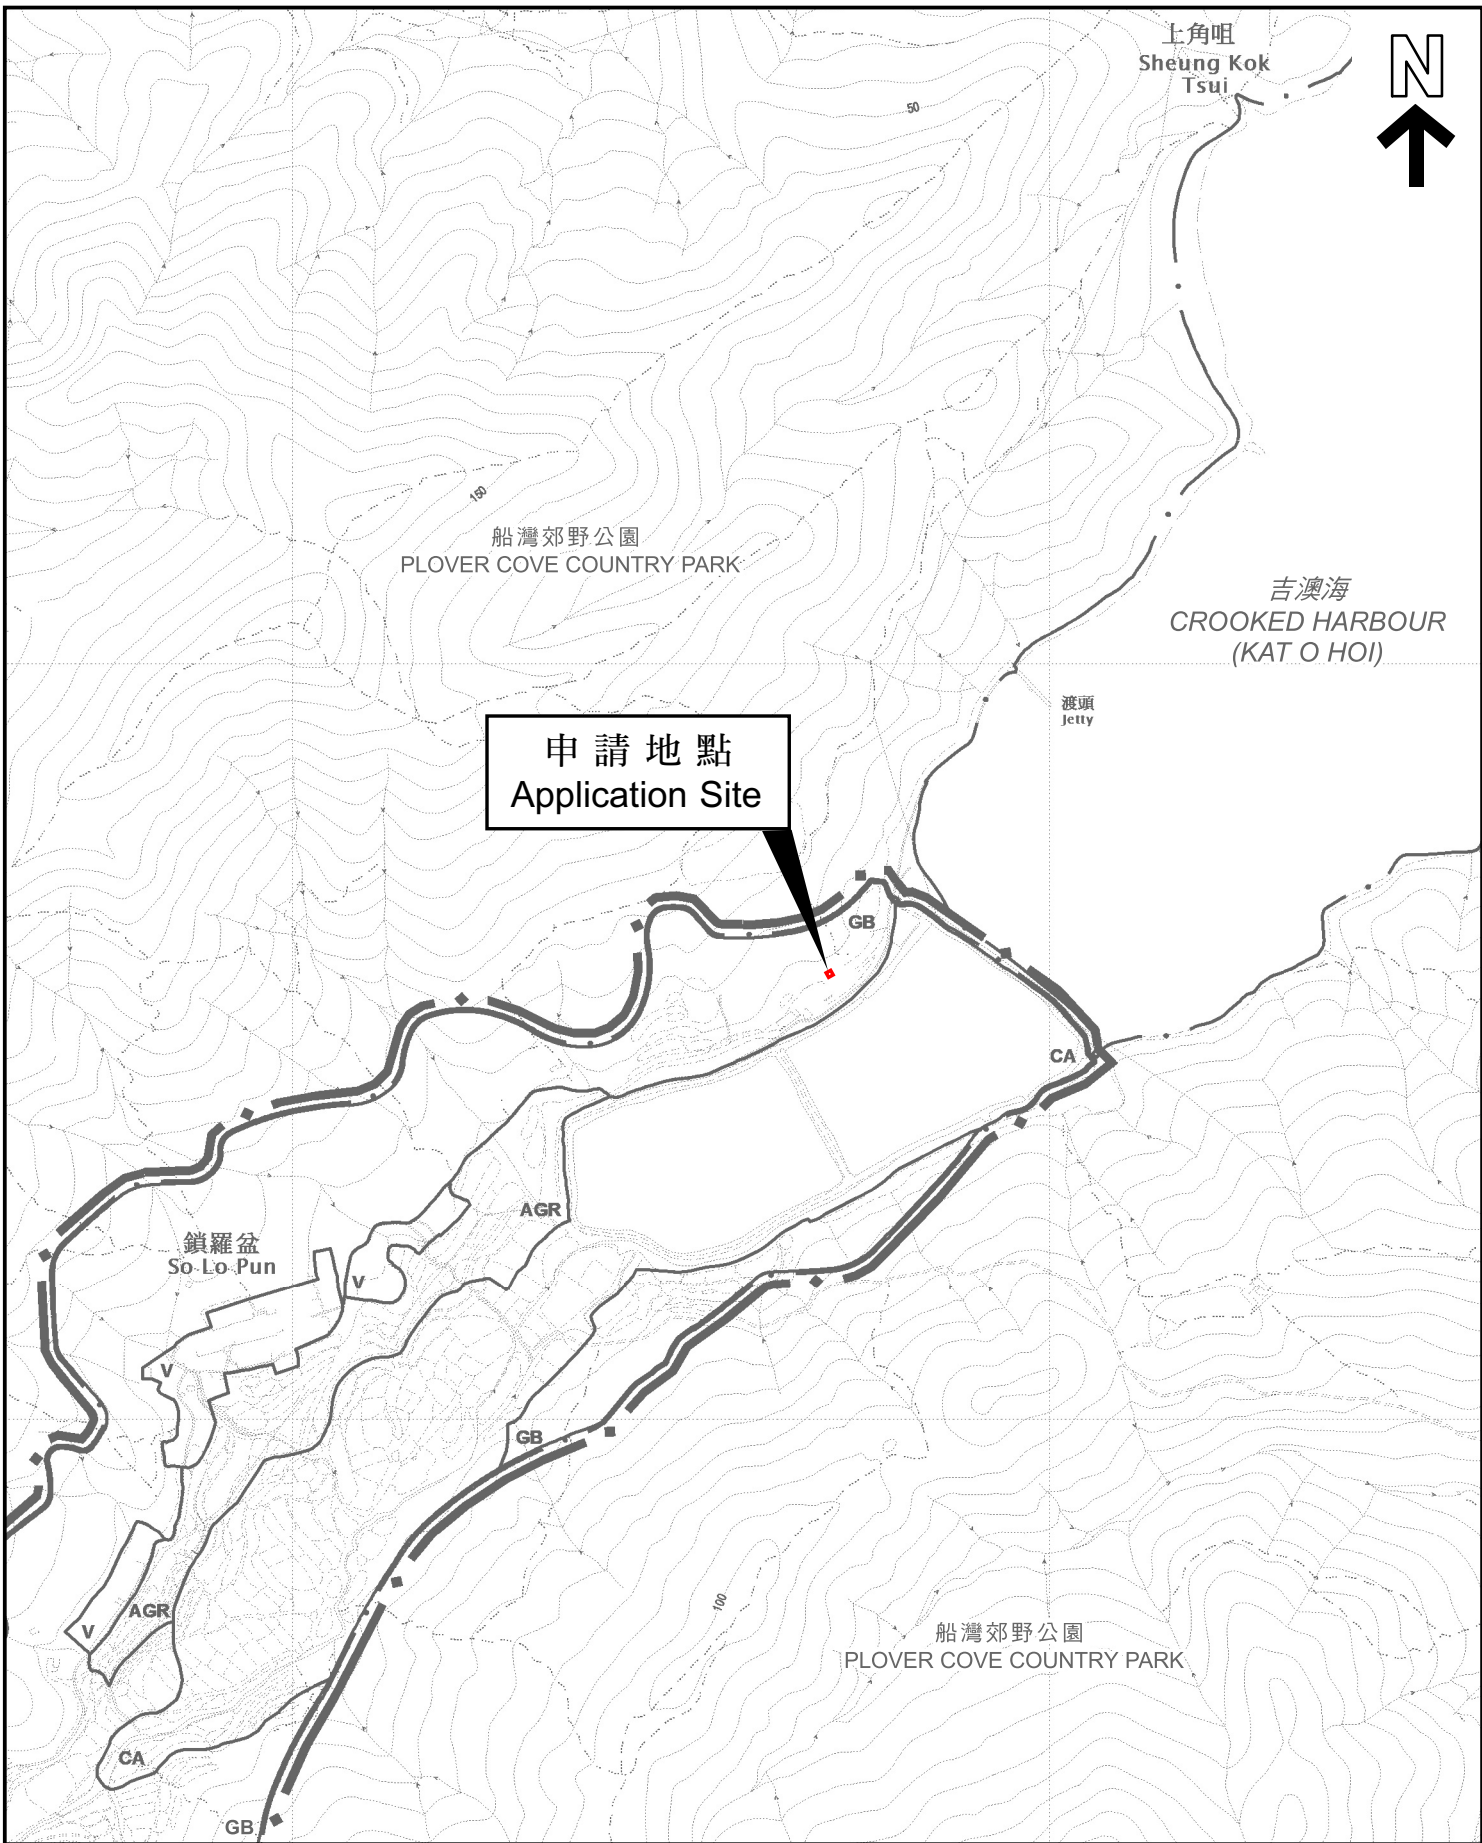 上角咀
Sheung Kok
Tsui
N
50
150
船灣郊野公園
PLOVER COVE COUNTRY PARK
吉澳海
CROOKED HARBOUR
(KAT O HOI)
渡頭
Jetty
申請地點
Application Site
GB
CA
AGR
鎖羅盆
So Lo Pun
V
V
GB
100
AGR
V
船灣郊野公園
PLOVER COVE COUNTRY PARK
CA
GB